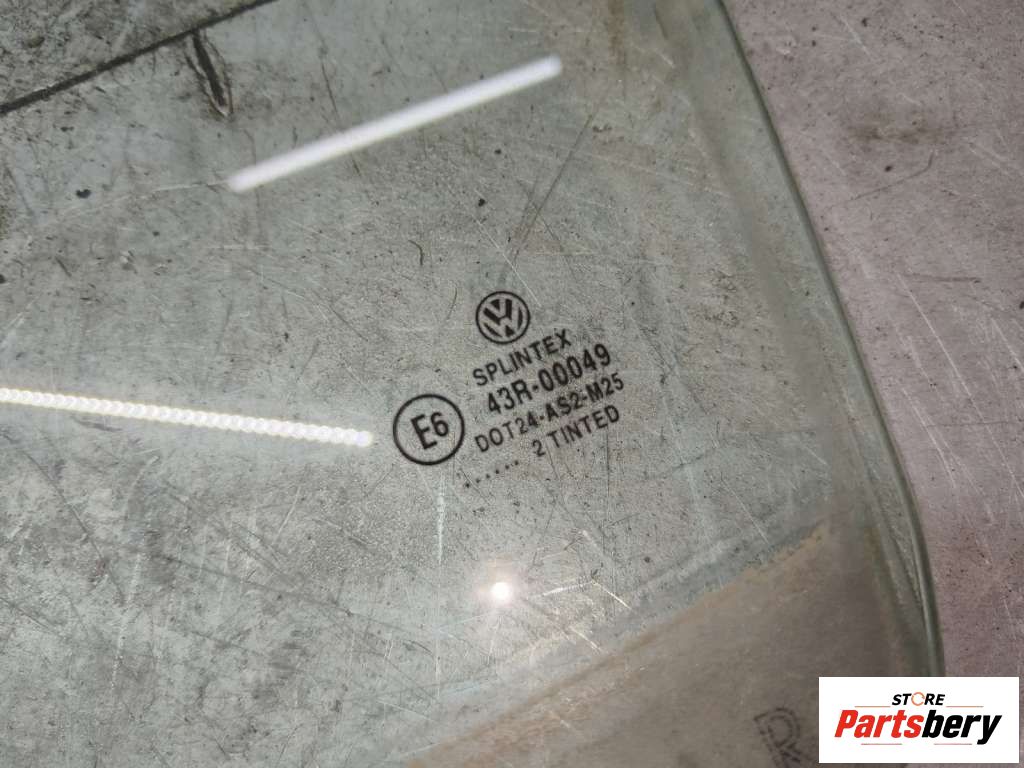 SPLINTEX
43R-00049
E6
DOT24-AS2-M25
...... 2 TINTED
STORE
Partsbery